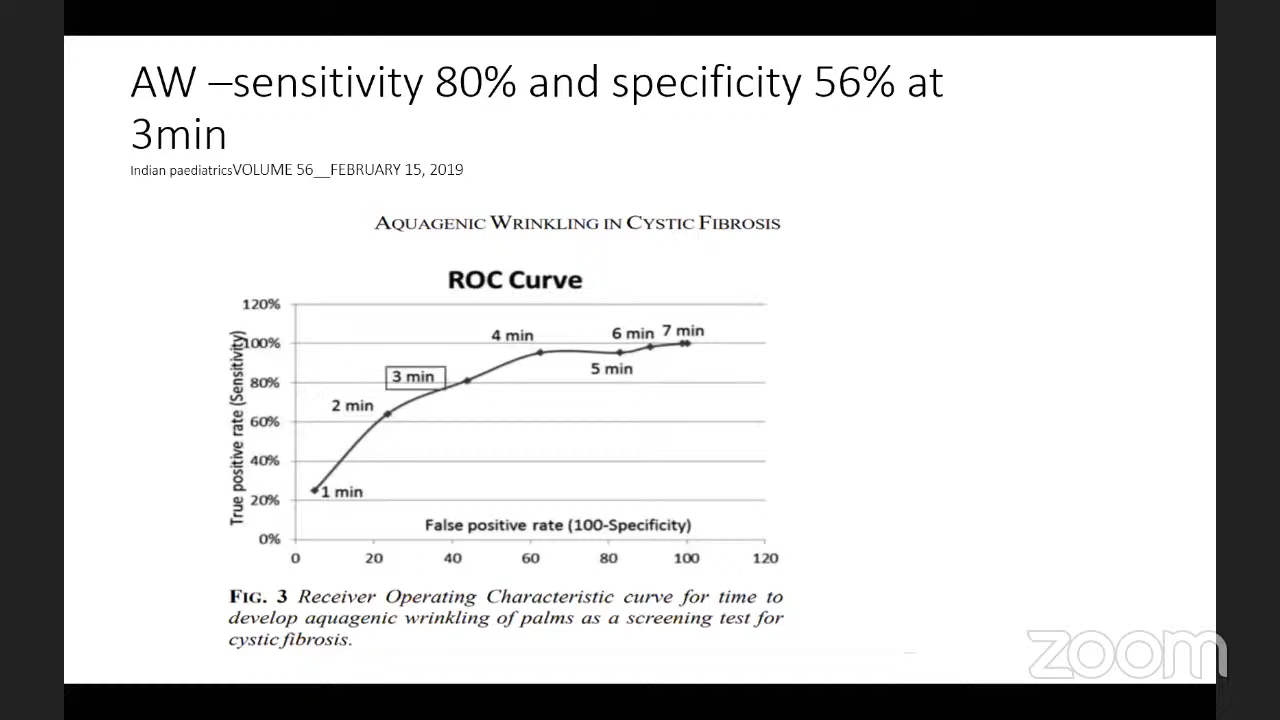 AW –sensitivity 80% and specificity 56% at
3min
Indian paediatricsVOLUME 56__FEBRUARY 15, 2019
AQUAGENIC WRINKLING IN CYSTIC FIBROSIS
ROC Curve
120%
100%
80%
60%
40%
20%
0%
True positive rate (Sensitivity)
1 min
2 min
3 min
4 min
5 min
6 min
7 min
False positive rate (100-Specificity)
0 20 40 60 80 100 120
FIG. 3 Receiver Operating Characteristic curve for time to
develop aquagenic wrinkling of palms as a screening test for
cystic fibrosis.
zoom